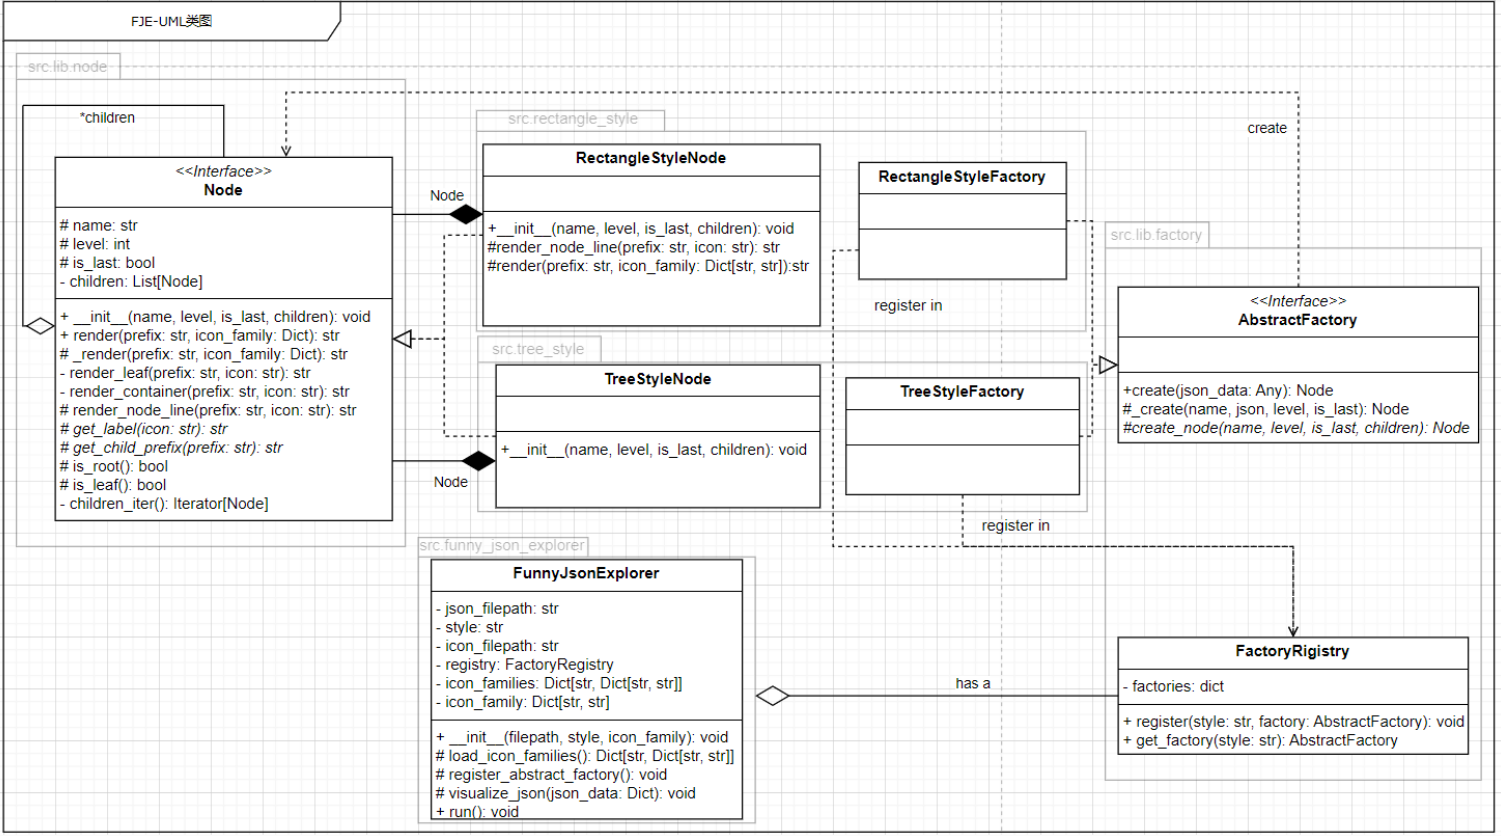 FJE-UML类图
src.lib.node
*children
<<Interface>>
Node
# name: str
# level: int
# is_last: bool
- children: List[Node]
+ __init__(name, level, is_last, children): void
+ render(prefix: str, icon_family: Dict): str
# _render(prefix: str, icon_family: Dict): str
- render_leaf(prefix: str, icon: str): str
- render_container(prefix: str, icon: str): str
# render_node_line(prefix: str, icon: str): str
# get_label(icon: str): str
# get_child_prefix(prefix: str): str
# is_root(): bool
# is_leaf(): bool
- children_iter(): Iterator[Node]
Node
src.rectangle_style
RectangleStyleNode
+__init__(name, level, is_last, children): void
#render_node_line(prefix: str, icon: str): str
#render(prefix: str, icon_family: Dict[str, str]):str
RectangleStyleFactory
register in
create
src.tree_style
TreeStyleNode
+__init__(name, level, is_last, children): void
Node
TreeStyleFactory
register in
src.lib.factory
<<Interface>>
AbstractFactory
+create(json_data: Any): Node
#_create(name, json, level, is_last): Node
#create_node(name, level, is_last, children): Node
src.funny_json_explorer
FunnyJsonExplorer
- json_filepath: str
- style: str
- icon_filepath: str
- registry: FactoryRegistry
- icon_families: Dict[str, Dict[str, str]]
- icon_family: Dict[str, str]
+ __init__(filepath, style, icon_family): void
# load_icon_families(): Dict[str, Dict[str, str]]
# register_abstract_factory(): void
# visualize_json(json_data: Dict): void
+ run(): void
has a
FactoryRigistry
- factories: dict
+ register(style: str, factory: AbstractFactory): void
+ get_factory(style: str): AbstractFactory